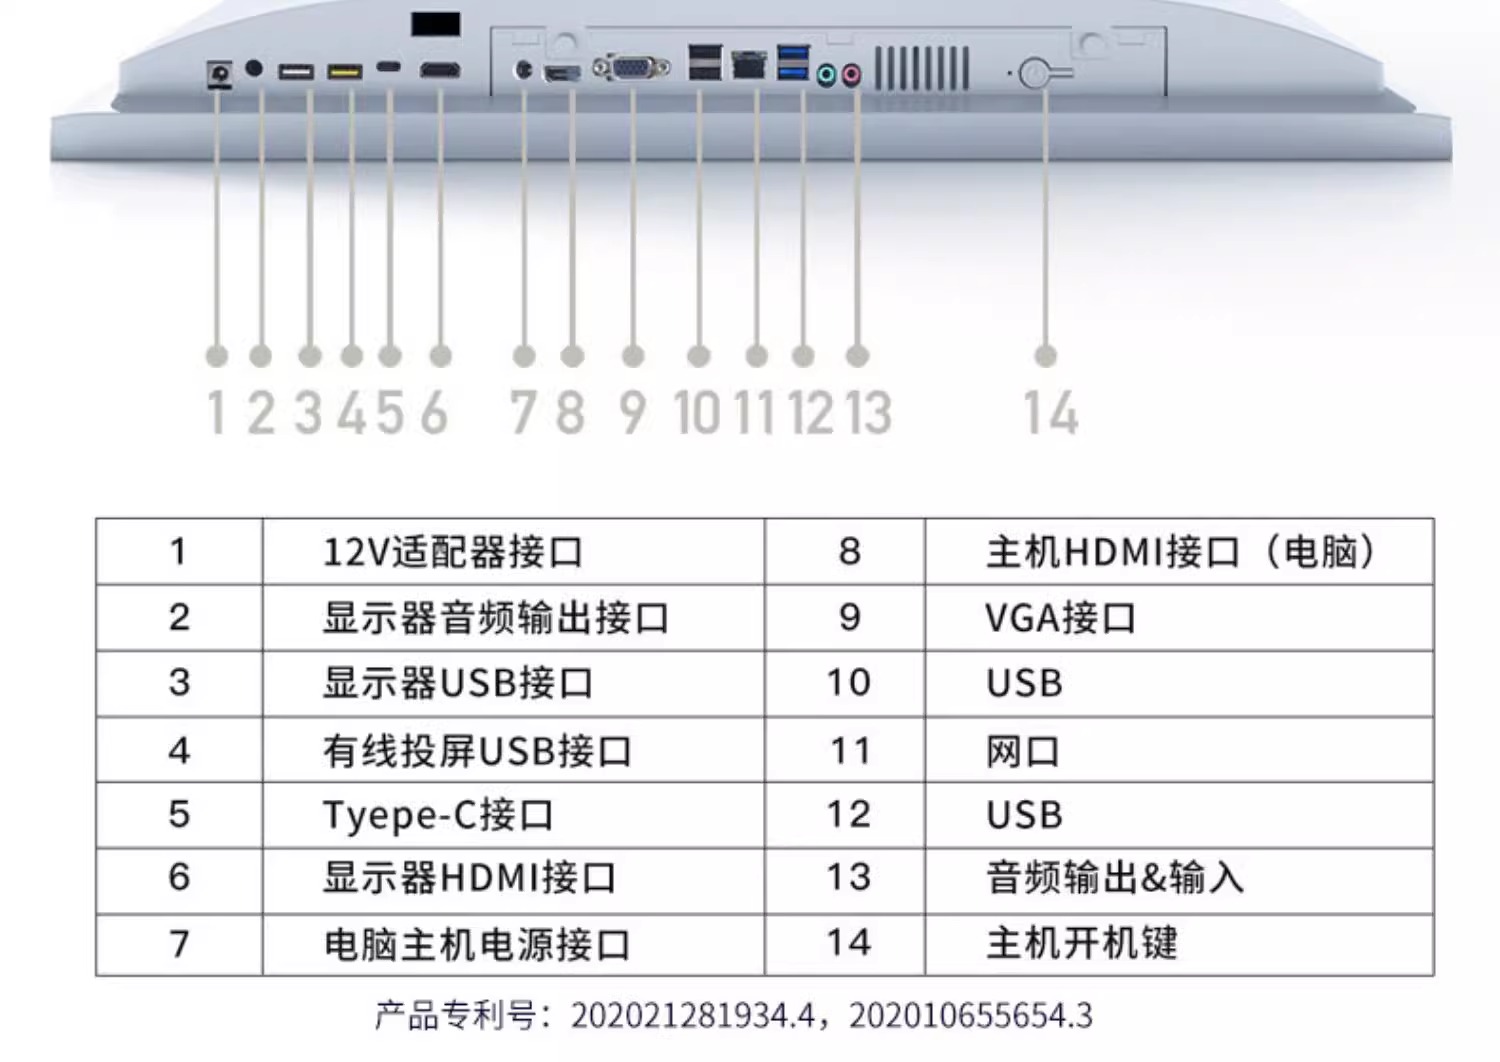 1 2 3 4 5 6 7 8 9 10 11 12 13 14
1 12V适配器接口 8 主机HDMI接口（电脑）
2 显示器音频输出接口 9 VGA接口
3 显示器USB接口 10 USB
4 有线投屏USB接口 11 网口
5 Tyepe-C接口 12 USB
6 显示器HDMI接口 13 音频输出&输入
7 电脑主机电源接口 14 主机开机键
产品专利号：202021281934.4，202010655654.3